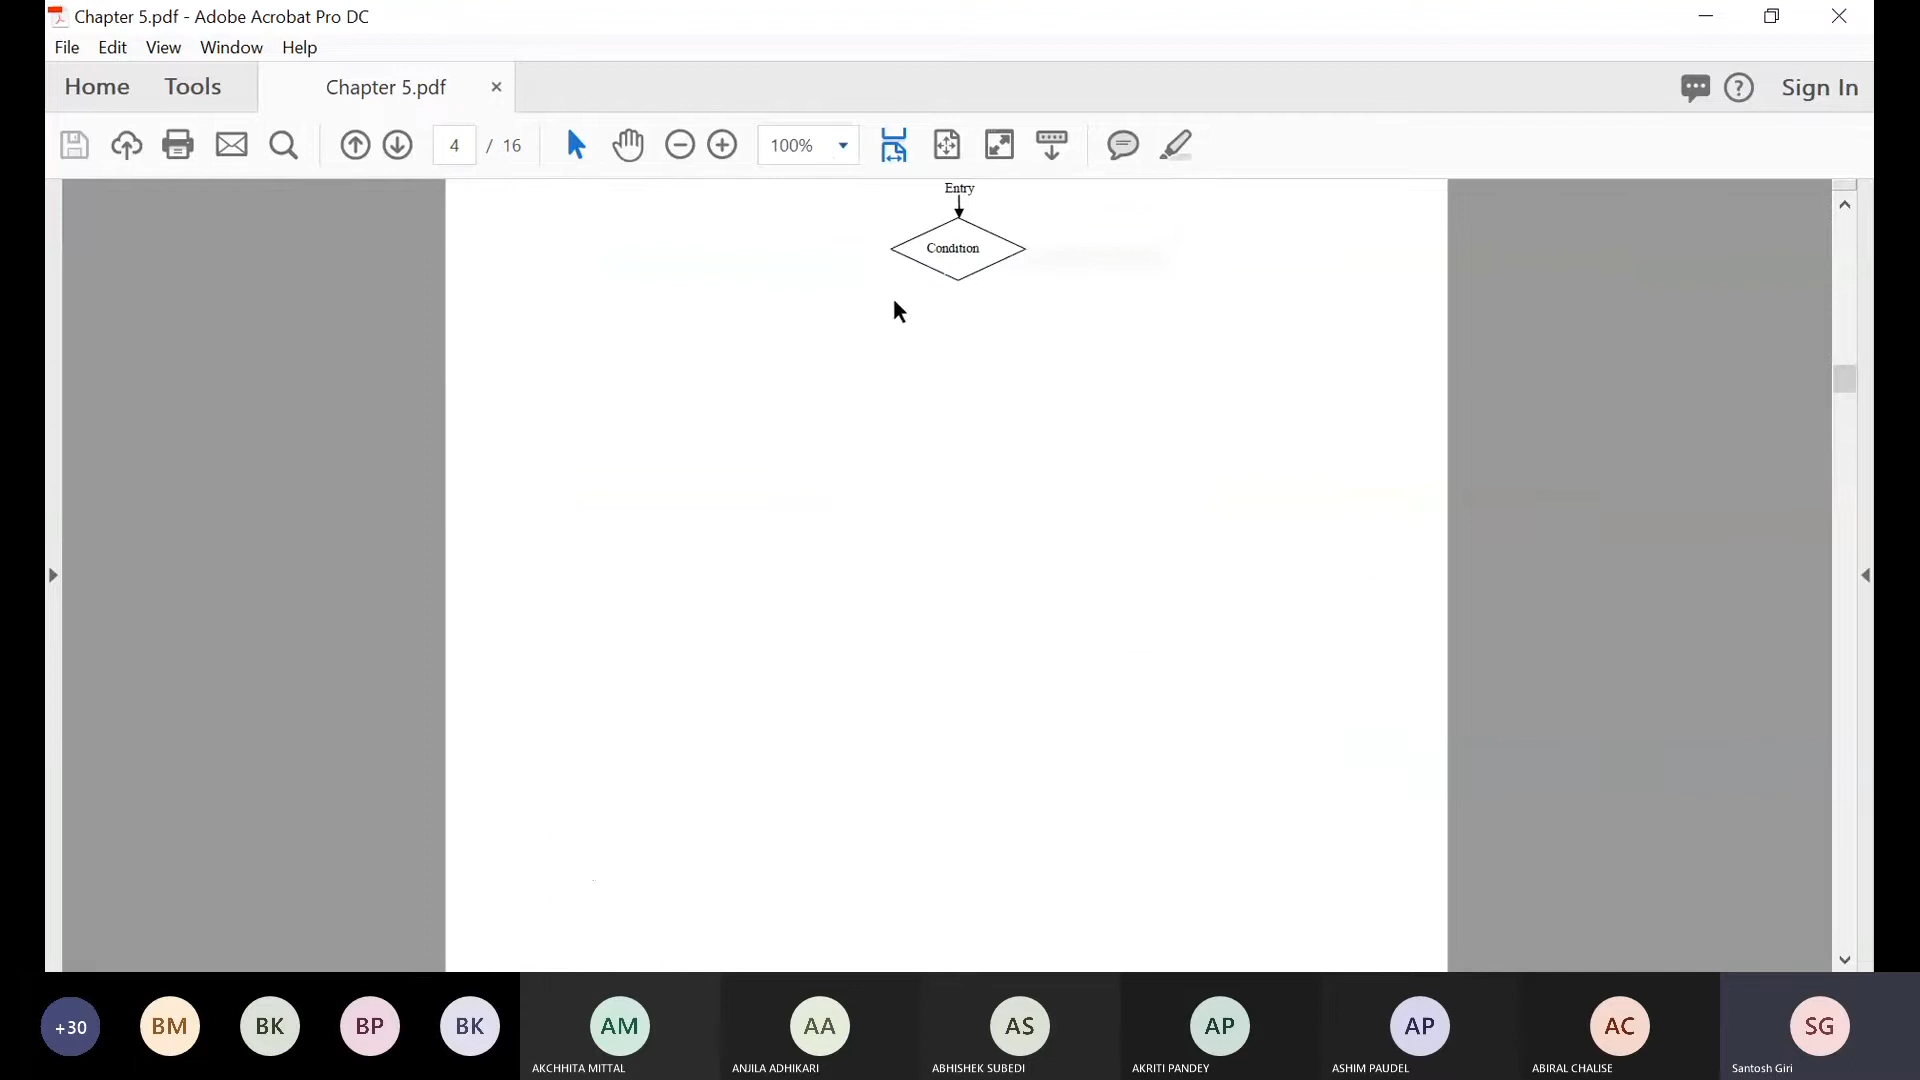 Chapter 5.pdf - Adobe Acrobat Pro DC
File Edit View Window Help
Home Tools Chapter 5.pdf × Sign In
4 / 16 100%
Entry
Condition
+30 BM BK BP BK AM AA AS AP AP AC SG
AKCHHITA MITTAL ANJILA ADHIKARI ABHISHEK SUBEDI AKRITI PANDEY ASHIM PAUDEL ABIRAL CHALISE Santosh Giri